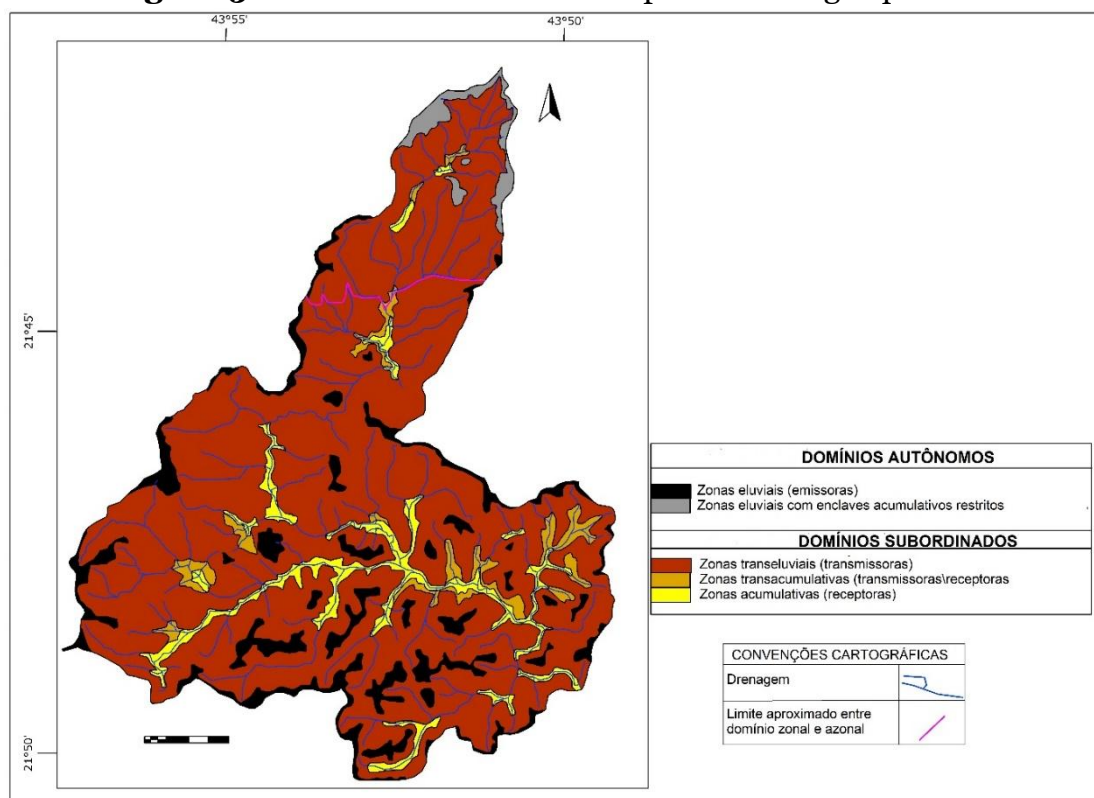 43°55'
43°50'
21°45'
21°50'
DOMÍNIOS AUTÔNOMOS
Zonas eluviais (emissoras)
Zonas eluviais com enclaves acumulativos restritos
DOMÍNIOS SUBORDINADOS
Zonas transeluviais (transmissoras)
Zonas transacumulativas (transmissoras\receptoras
Zonas acumulativas (receptoras)
CONVENÇÕES CARTOGRÁFICAS
Drenagem
Limite aproximado entre
domínio zonal e azonal